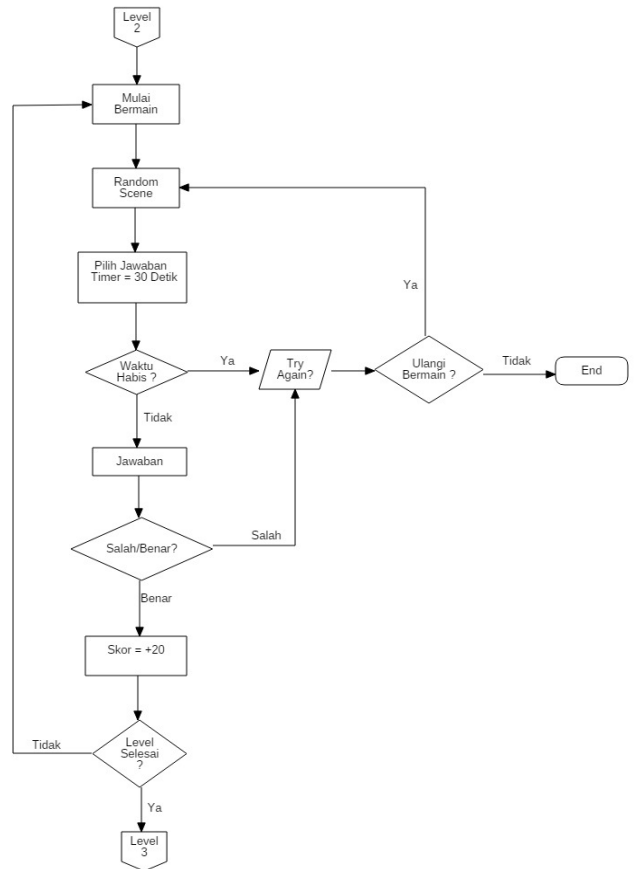 Level
2
Mulai
Bermain
Random
Scene
Pilih Jawaban
Timer = 30 Detik
Waktu
Habis ?
Ya
Try
Again?
Ulangi
Bermain ?
Ya
Tidak
End
Tidak
Jawaban
Salah/Benar?
Salah
Benar
Skor = +20
Level
Selesai
?
Tidak
Ya
Level
3